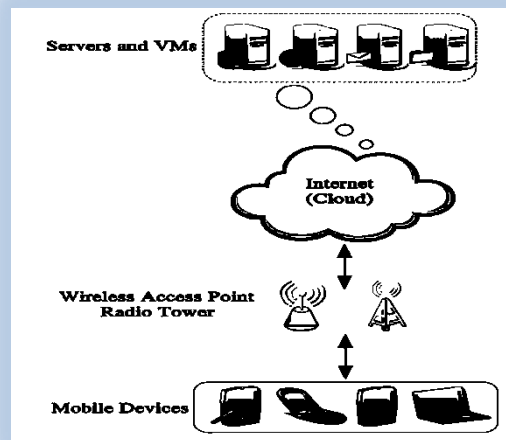 Servers and VMs
Internet
(Cloud)
Wireless Access Point
Radio Tower
Mobile Devices